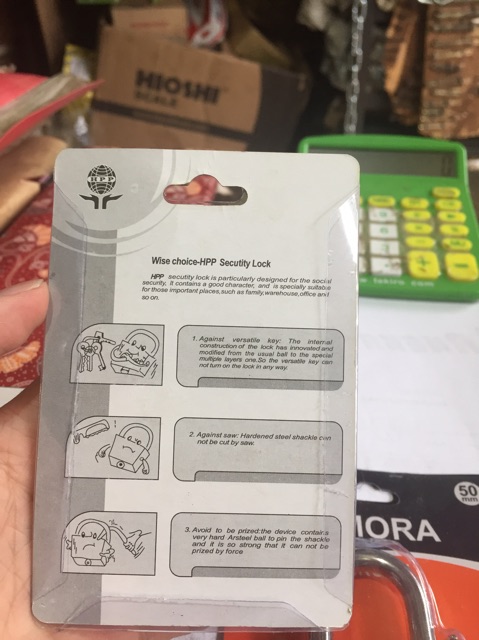 HIOSHI
SCALE
HPP
Wise choice-HPP Secutity Lock
HPP secutity lock is particularly designed for the social
security, it contains a good character, and is specially suitable
for those important places,such as family,warehouse,office and
so on.
1. Against versatile key: The internal
construction of the lock has innovated and
modified from the usual ball to the special
multiple layers one.So the versatile key can
not turn on the lock in any way.
2. Against saw: Hardened steel shackle can
not be cut by saw.
3. Avoid to be prized:the device contains
very hard Arsteel ball to pin the shackle
and it is so strong that it can not be
prized by force
50
mm
IORA